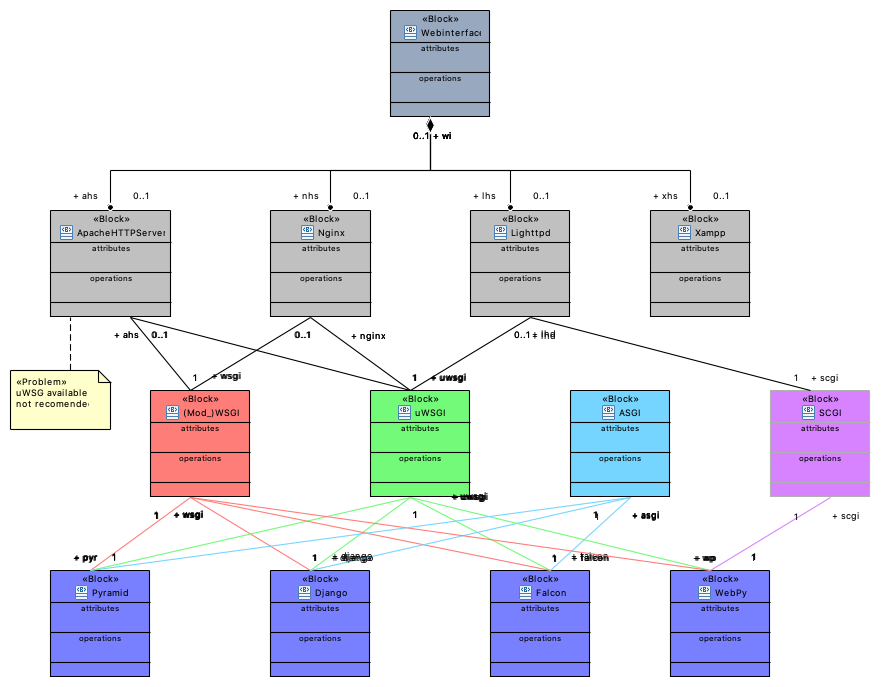 «Block»
Webinterfac
attributes
operations
0..1 + wi
+ ahs 0..1
+ nhs 0..1
+ lhs 0..1
+ xhs 0..1
«Block» «Block» «Block» «Block»
ApacheHTTPServer Nginx Lighttpd Xampp
attributes attributes attributes attributes
operations operations operations operations
+ ahs 0..1
0..1 + nginx
0..1 + lhd
«Problem»
uWSG available
not recomende
1 + wsgi
1 + uwsgi
1 + scgi
«Block» «Block» «Block» «Block»
(Mod_)WSGI uWSGI ASGI SCGI
attributes attributes attributes attributes
operations operations operations operations
+ uwsgi
1 + wsgi
1
1 + asgi
1 + scgi
+ pyr 1
1 + django
1 + falcon
+ wp 1
«Block» «Block» «Block» «Block»
Pyramid Django Falcon WebPy
attributes attributes attributes attributes
operations operations operations operations